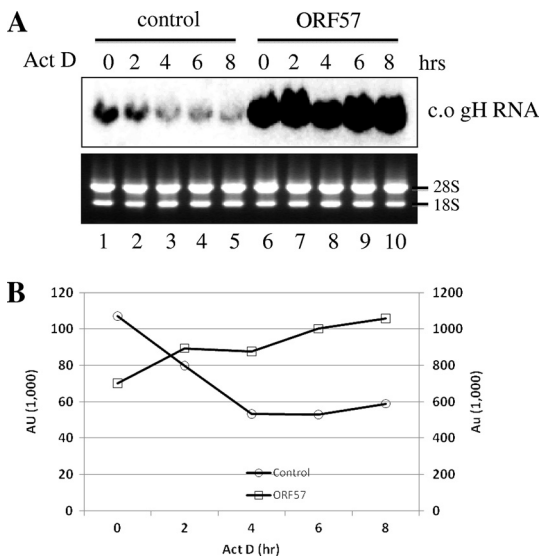 A
control ORF57
Act D 0 2 4 6 8 0 2 4 6 8 hrs
c.o gH RNA
28S
18S
1 2 3 4 5 6 7 8 9 10
B
120 1200
100 1000
80 800
60 600
40 400
20 200
0 0
AU (1,000)
Au (1,000)
Control
ORF57
0 2 4 6 8
Act D (hr)